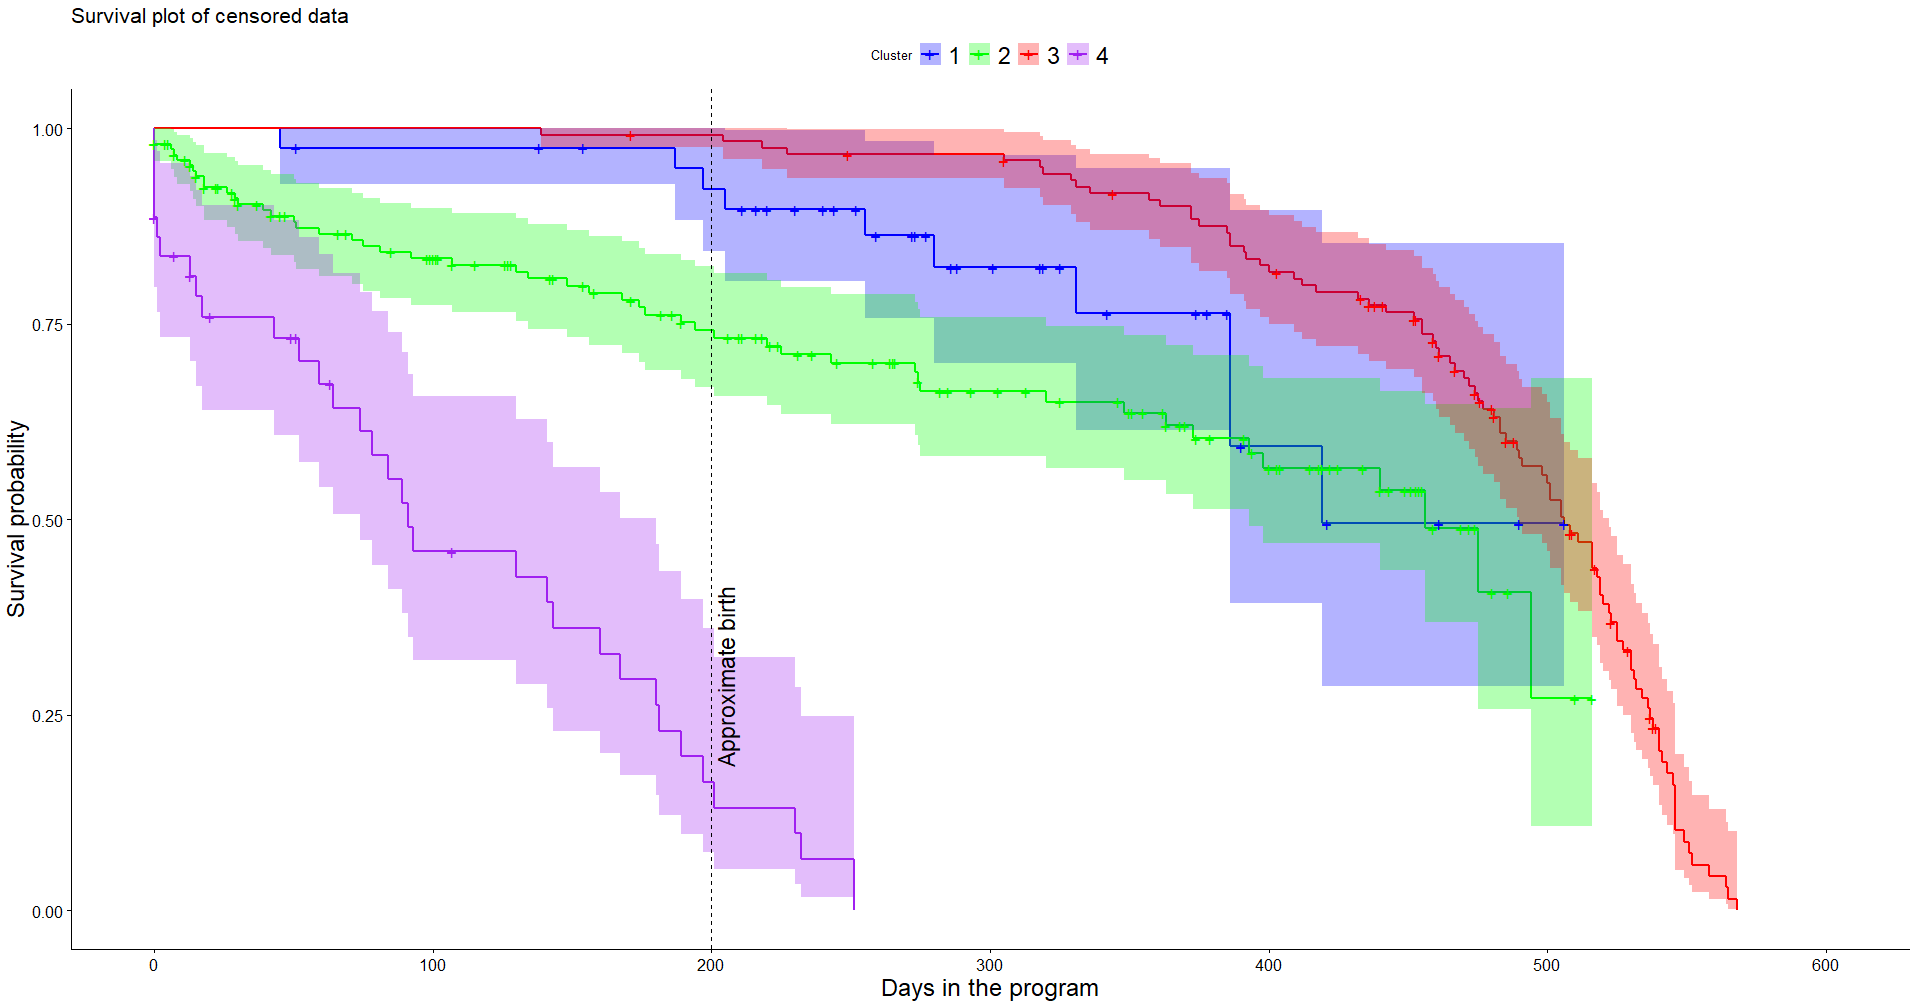 Survival plot of censored data
Cluster 1 2 3 4
Survival probability
1.00
0.75
0.50
0.25
0.00
Approximate birth
0 100 200 300 400 500 600
Days in the program